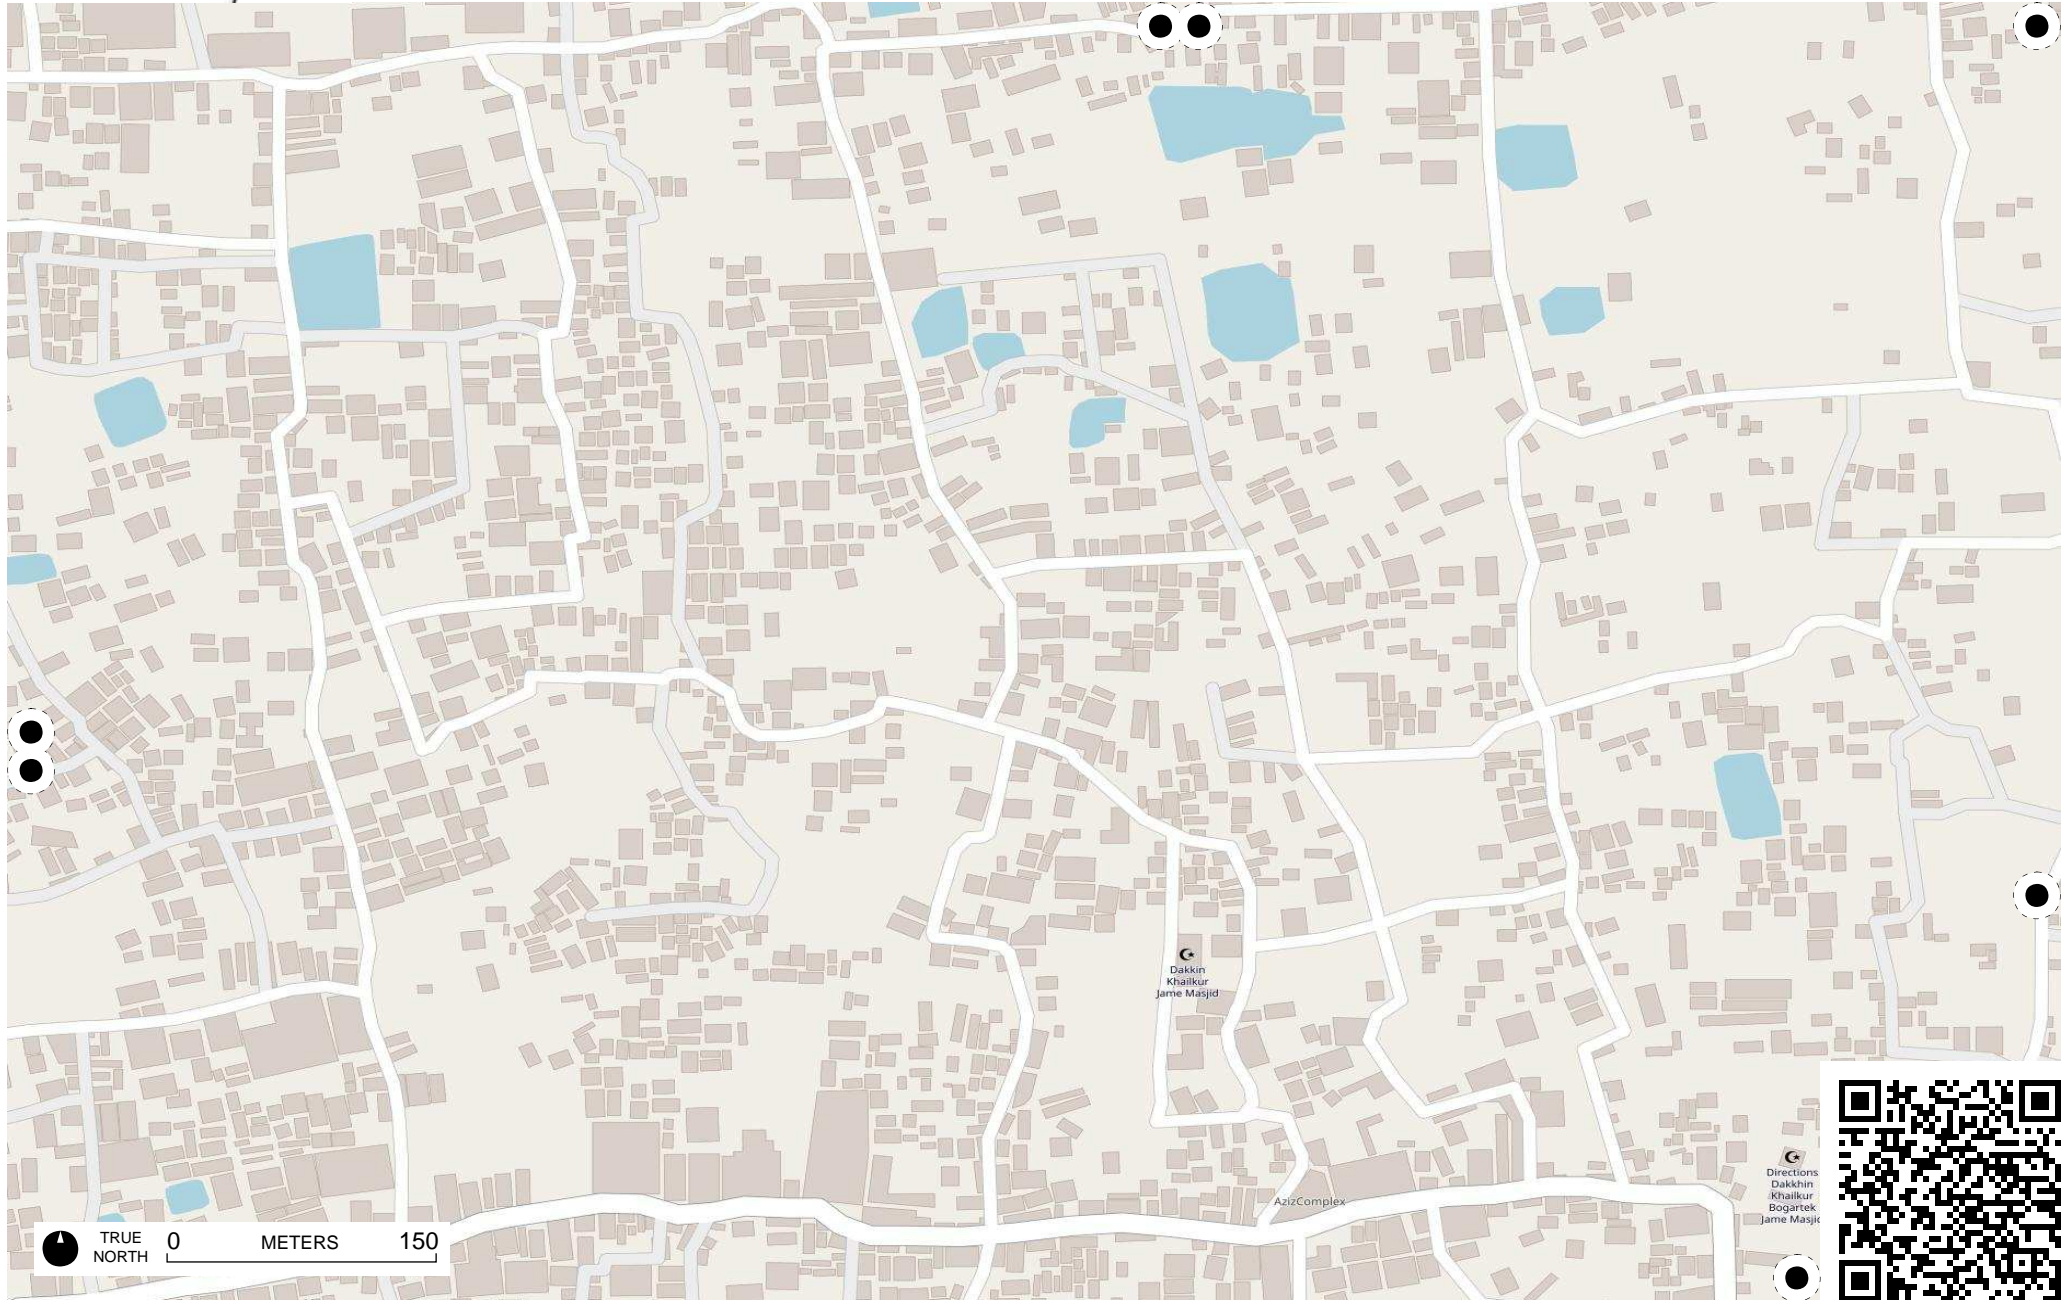 Dakkin
Khailkur
Jame Masjid
Directions
Dakkhin
Khailkur
Bogartek
Jame Masjid
AzizComplex
TRUE
NORTH
0 METERS 150